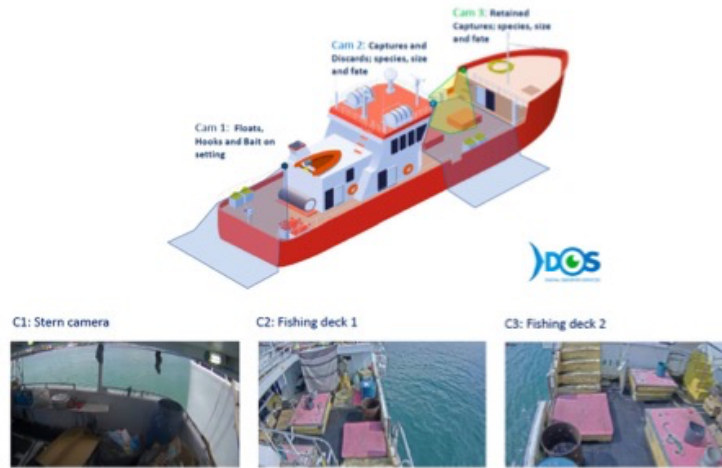 Cam 3: Retained
Captures; species, size
and fate
Cam 2: Captures and
Discards; species, size
and fate
Cam 1: Floats,
Hooks and Bait on
setting
DOS
C1: Stern camera
C2: Fishing deck 1
C3: Fishing deck 2